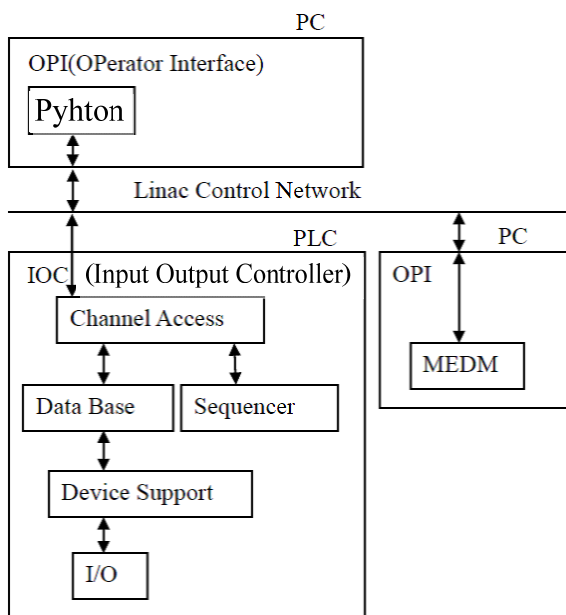 PC
OPI(OPerator Interface)
Pyhton
Linac Control Network
PLC
PC
IOC (Input Output Controller)
OPI
Channel Access
MEDM
Data Base
Sequencer
Device Support
I/O